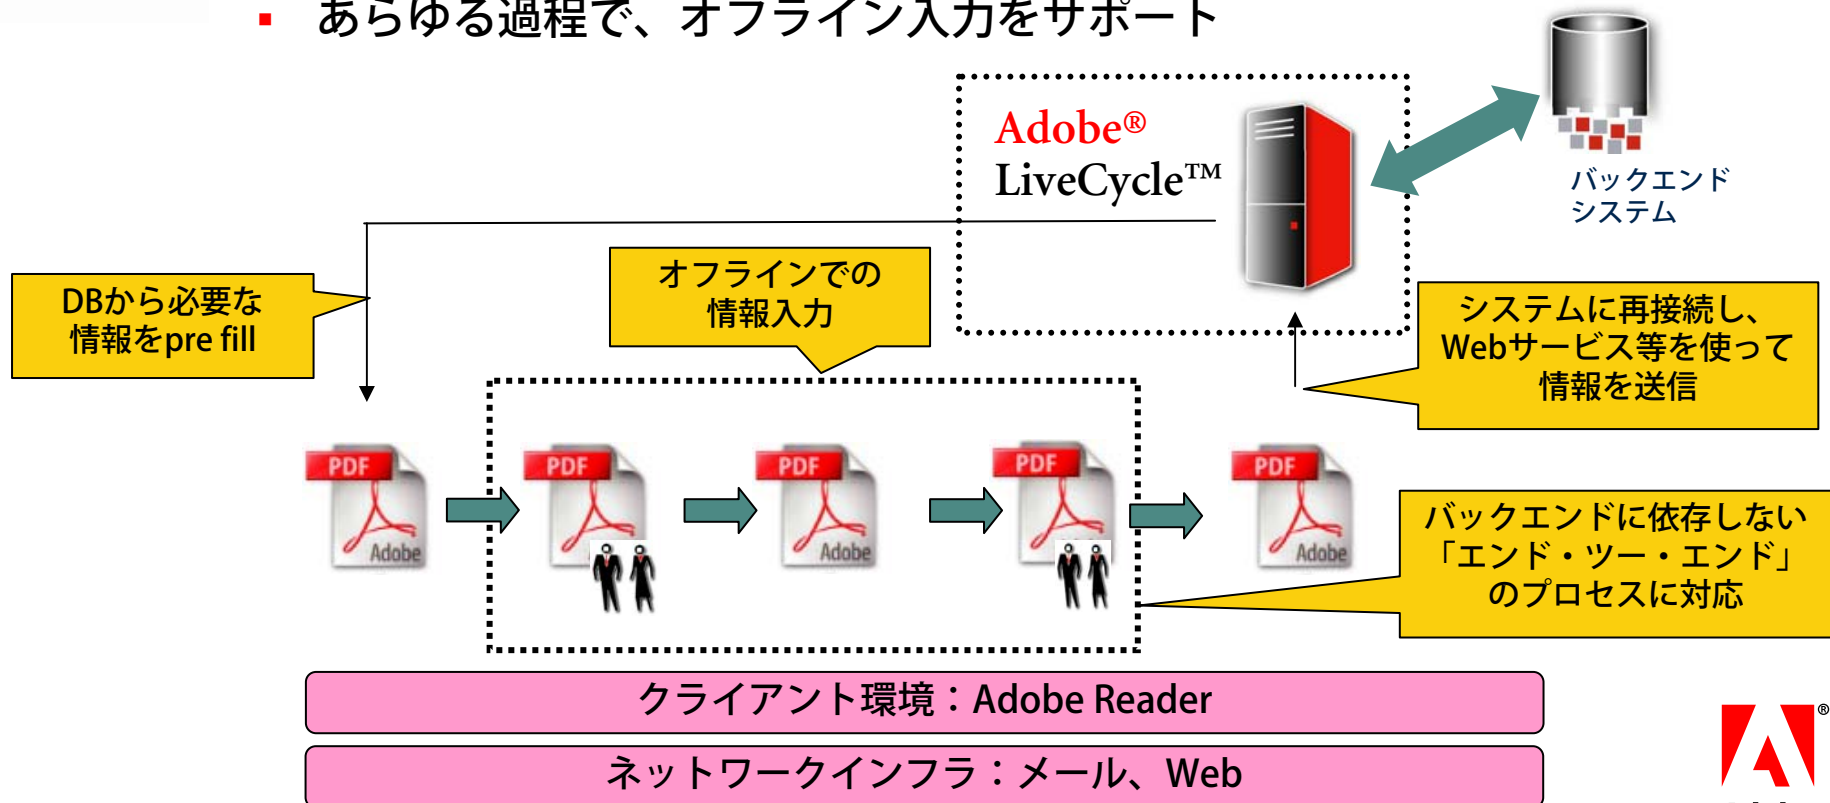 ▪ あらゆる過程で、オフライン入力をサポート
Adobe®
LiveCycle™
バックエンド
システム
DBから必要な
情報をpre fill
オフラインでの
情報入力
システムに再接続し、
Webサービス等を使って
情報を送信
PDF
Adobe
PDF
PDF
Adobe
PDF
PDF
Adobe
バックエンドに依存しない
「エンド・ツー・エンド」
のプロセスに対応
クライアント環境：Adobe Reader
ネットワークインフラ：メール、Web
®